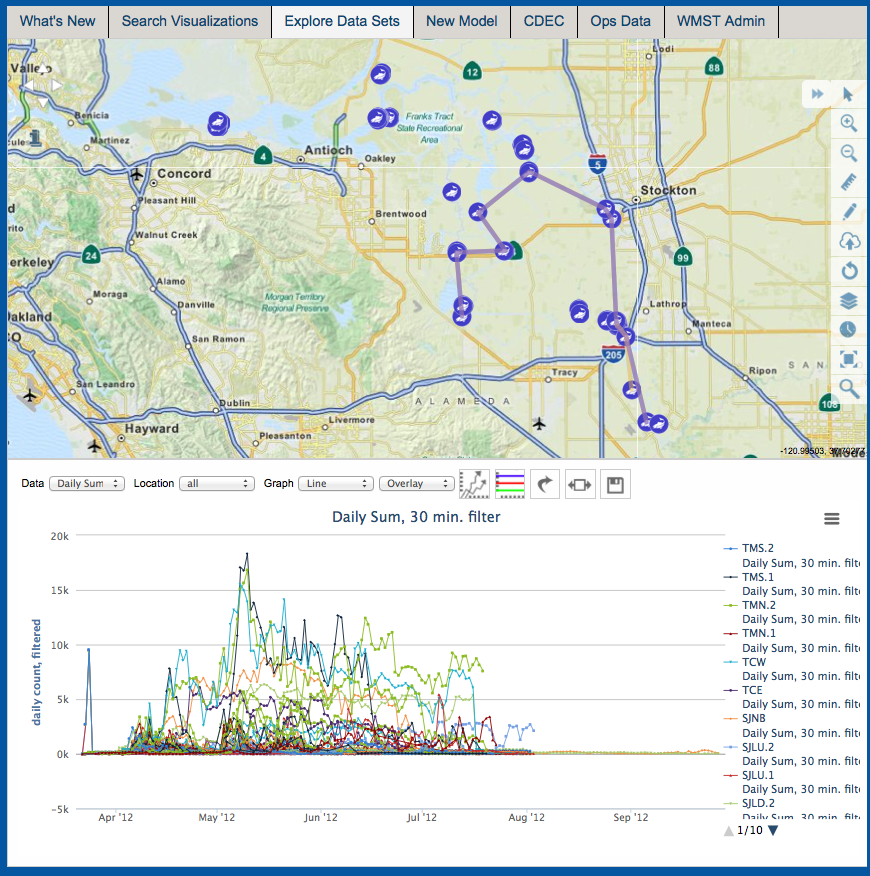 What's New
Search Visualizations
Explore Data Sets
New Model
CDEC
Ops Data
WMST Admin
Lodi
12
88
Benicia
Martinez
Franks Tract
State Recreational
Area
4
Antioch
Oakley
5
Concord
Stockton
Pleasant Hill
Brentwood
Walnut Creek
24
99
erkeley
Alamo
Moraga
Danville
Morgan Territory
Regional Preserve
Lathrop
Oakland
Manteca
San Ramon
205
Tracy
Ripon
SAN
San Leandro
ALAMEDA
Dublin
Livermore
Hayward
Pleasanton
Data
Daily Sum
Location
all
Graph
Line
Overlay
Daily Sum, 30 min. filter
20k
15k
10k
5k
0k
-5k
daily count, filtered
Apr '12
May '12
Jun '12
Jul '12
Aug '12
Sep '12
TMS.2
Daily Sum, 30 min. filte
TMS.1
Daily Sum, 30 min. filte
TMN.2
Daily Sum, 30 min. filte
TMN.1
Daily Sum, 30 min. filte
TCW
Daily Sum, 30 min. filte
TCE
Daily Sum, 30 min. filte
SJNB
Daily Sum, 30 min. filte
SJLU.2
Daily Sum, 30 min. filte
SJLU.1
Daily Sum, 30 min. filte
SJLD.2
Daily Sum, 30 min. filte
1/10